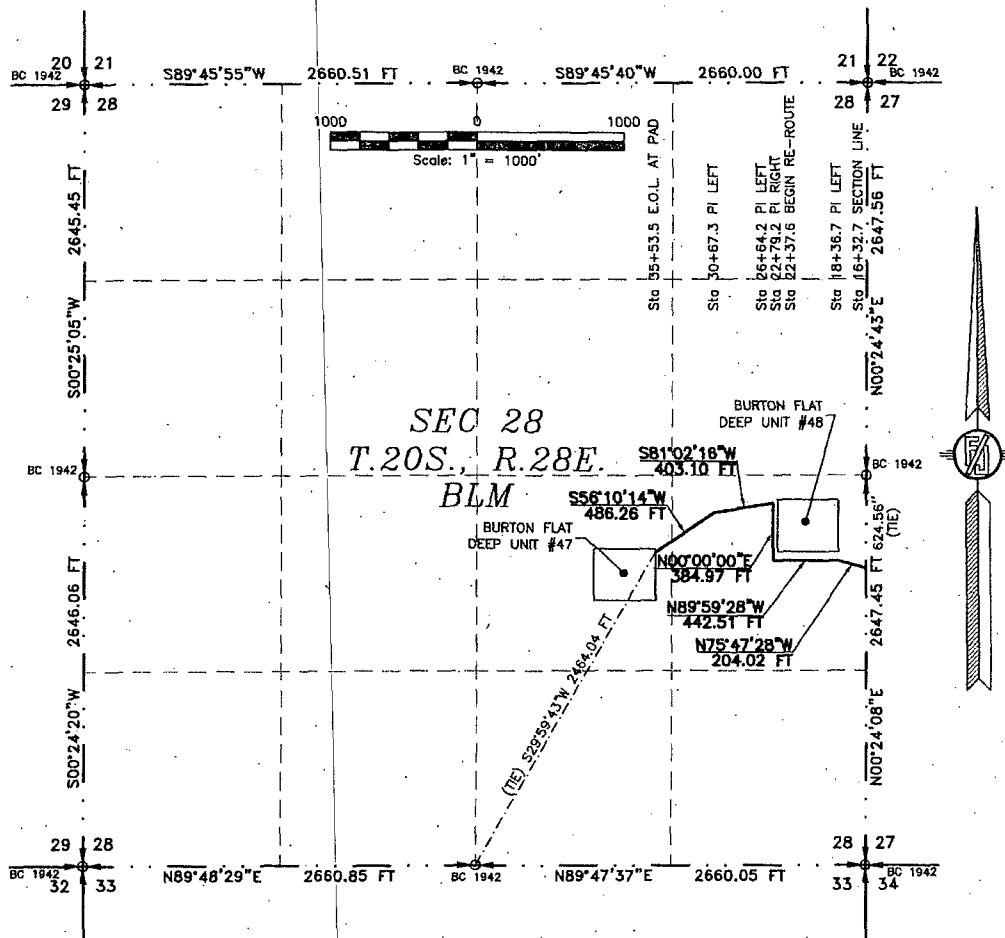 20 21
BC 1942
29 28
S89°45'55"W 2660.51 FT
BC 1942
S89°45'40"W 2660.00 FT
21 22
BC 1942
28 27
1000 0 1000
Scale: 1" = 1000'
Sta 35+53.5 E.O.L. AT PAD
Sta 30+67.3 PI LEFT
Sta 26+64.2 PI LEFT
Sta 22+79.2 PI RIGHT
Sta 22+37.6 BEGIN RE-ROUTE
Sta 18+36.7 PI LEFT
Sta 16+32.7 SECTION LINE
2645.45 FT
S00°25'05"W
2647.56 FT
N00°24'43"E
SEC 28
T.20S., R.28E.
BLM
BURTON FLAT
DEEP UNIT #48
S81°02'16"W
403.10 FT
BC 1942
BC 1942
S56°10'14"W
486.26 FT
BURTON FLAT
DEEP UNIT #47
N00°00'00"E
384.97 FT
N89°59'28"W
442.51 FT
N75°47'28"W
204.02 FT
624.56"
(TIE)
2646.06 FT
S00°24'20"W
2647.45 FT
N00°24'08"E
(TIE) S29°59'43"W 2464.04 FT
29 28
BC 1942
32 33
N89°48'29"E 2660.85 FT
BC 1942
N89°47'37"E 2660.05 FT
28 27
BC 1942
33 34